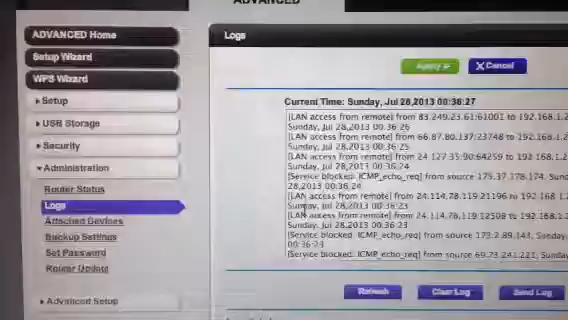 ADVANCED
ADVANCED Home
Setup Wizard
WPS Wizard
Setup
USB Storage
Security
Administration
Router Status
Logs
Attached Devices
Backup Settings
Set Password
Router Update
Advanced Setup
Logs
Apply
X Cancel
Current Time: Sunday, Jul 28,2013 00:36:27
[LAN access from remote] from 83.249.23.61:61001 to 192.168.1.2
Sunday, Jul 28,2013 00:36:26
[LAN access from remote] from 66.87.80.137:23748 to 192.168.1.2
Sunday, Jul 28,2013 00:36:25
[LAN access from remote] from 24.127.35.90:64259 to 192.168.1.2
Sunday, Jul 28,2013 00:36:24
[Service blocked: ICMP_echo_req] from source 175.37.178.174, Sund
28,2013 00:36:24
[LAN access from remote] from 24.114.78.119:21196 to 192.168.1.2
Sunday, Jul 28,2013 00:36:23
[LAN access from remote] from 24.114.78.119:12508 to 192.168.1.2
Sunday, Jul 28,2013 00:36:23
[Service blocked: ICMP_echo_req] from source 173.2.89.143, Sunday
00:36:23
[Service blocked: ICMP_echo_req] from source 69.73.241.221, Sunday
Refresh
Clear Log
Send Log